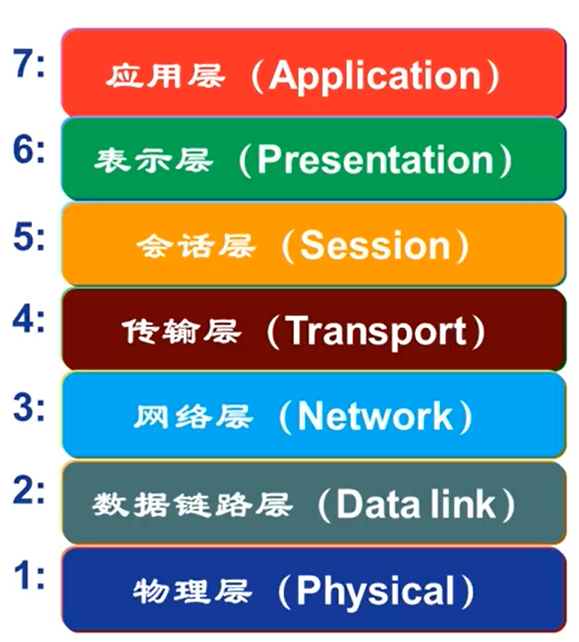 7: 应用层（Application）
6: 表示层（Presentation）
5: 会话层（Session）
4: 传输层（Transport）
3: 网络层（Network）
2: 数据链路层（Data link）
1: 物理层（Physical）